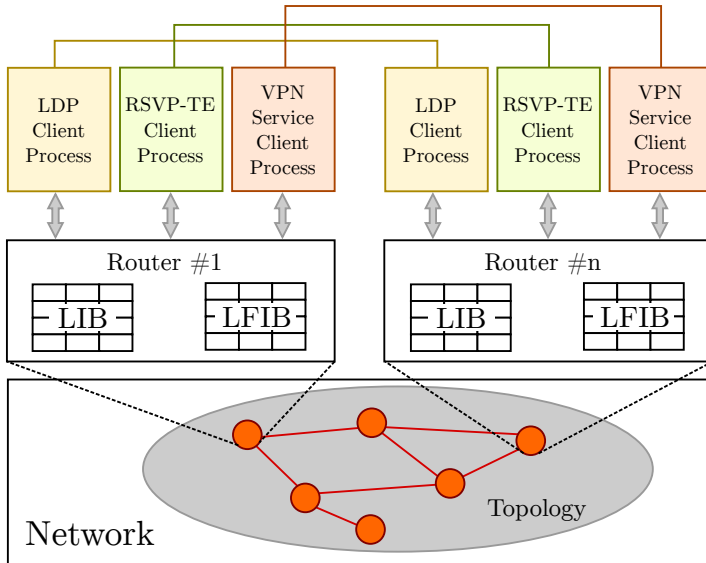 LDP
Client
Process
RSVP-TE
Client
Process
VPN
Service
Client
Process
LDP
Client
Process
RSVP-TE
Client
Process
VPN
Service
Client
Process
Router #1
LIB
LFIB
Router #n
LIB
LFIB
Topology
Network